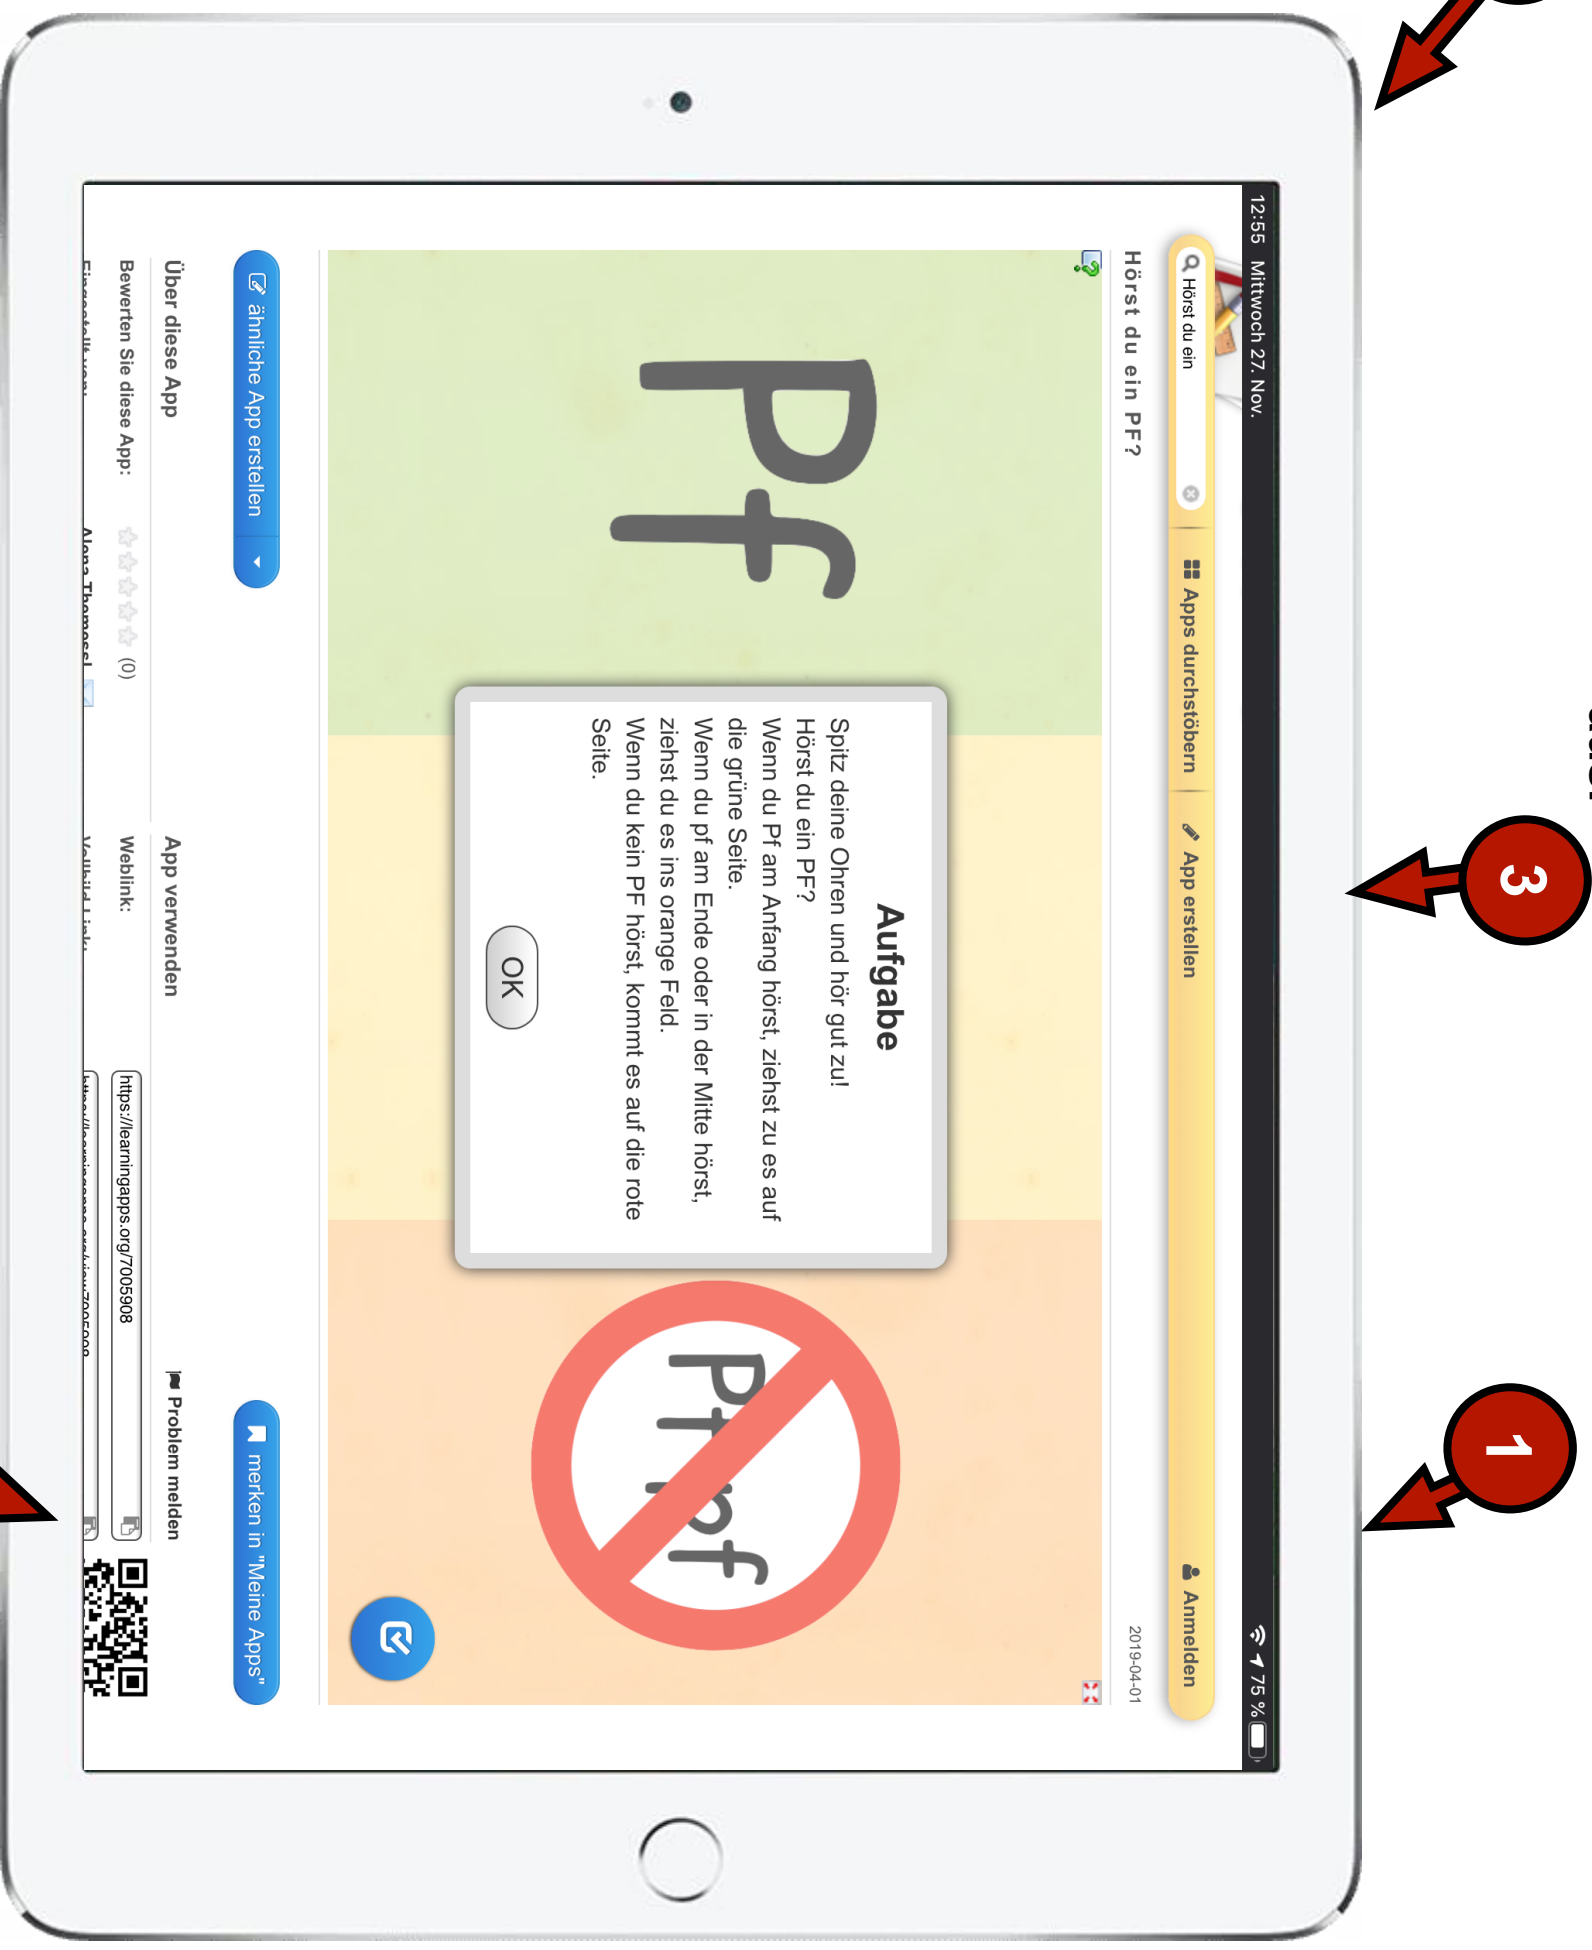 3
1
12:55 Mittwoch 27. Nov.
75 %
Hörst du ein
Apps durchstöbern
App erstellen
Anmelden
Hörst du ein PF?
2019-04-01
Pf
Pf pf
Aufgabe
Spitz deine Ohren und hör gut zu!
Hörst du ein PF?
Wenn du Pf am Anfang hörst, ziehst zu es auf
die grüne Seite.
Wenn du pf am Ende oder in der Mitte hörst,
ziehst du es ins orange Feld.
Wenn du kein PF hörst, kommt es auf die rote
Seite.
OK
ähnliche App erstellen
merken in "Meine Apps"
Über diese App
App verwenden
Problem melden
Bewerten Sie diese App:
(0)
Weblink:
https://learningapps.org/7005908